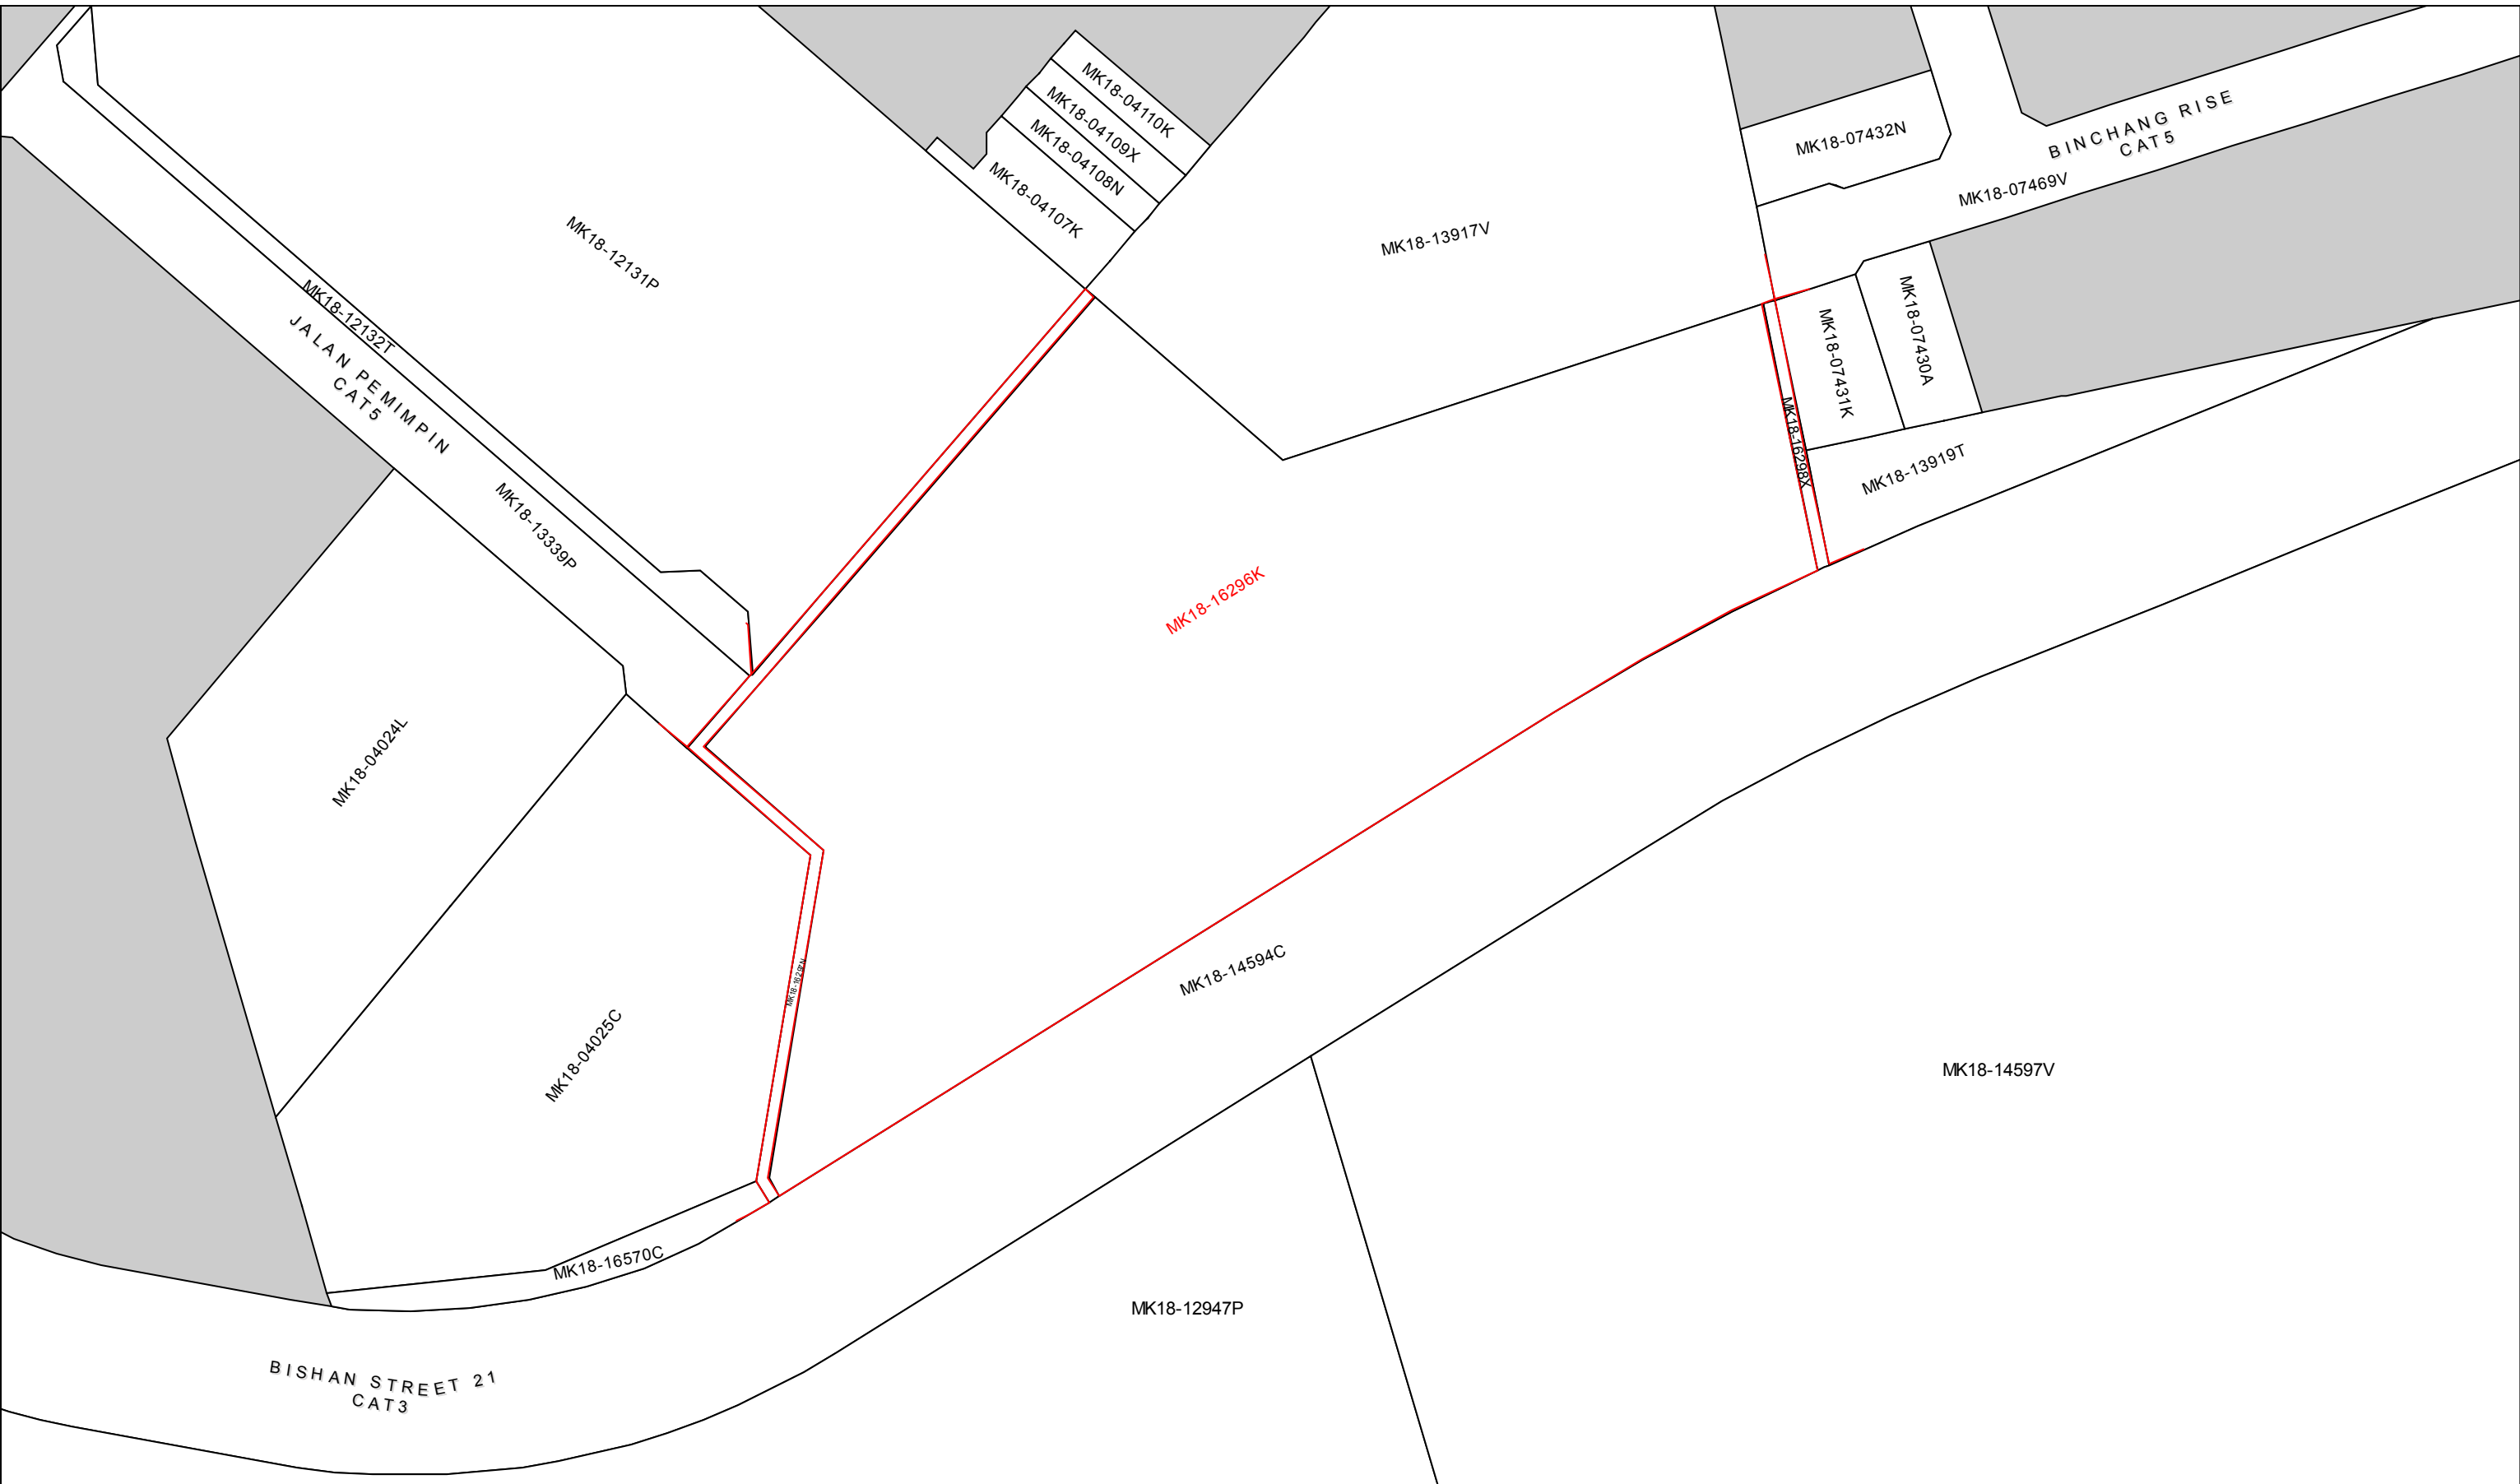 MK18-04110K
MK18-04109X
MK18-04108N
MK18-04107K
MK18-12131P
MK18-13917V
MK18-07432N
BINCHANG RISE
CAT5
MK18-07469V
MK18-12132T
JALAN PEMIMPIN
CAT5
MK18-07430A
MK18-07431K
MK18-16298X
MK18-13919T
MK18-13339P
MK18-16296K
MK18-04024L
MK18-14594C
MK18-16297N
MK18-04025C
MK18-14597V
MK18-16570C
MK18-12947P
BISHAN STREET 21
CAT3